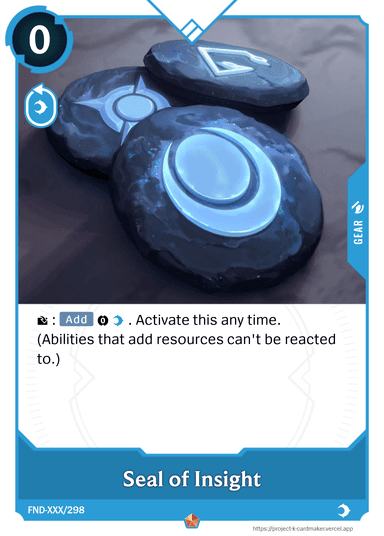 0
GEAR
: Add 0 . Activate this any time.
(Abilities that add resources can't be reacted
to.)
Seal of Insight
FND-XXX/298
https://project-k-cardmaker.vercel.app